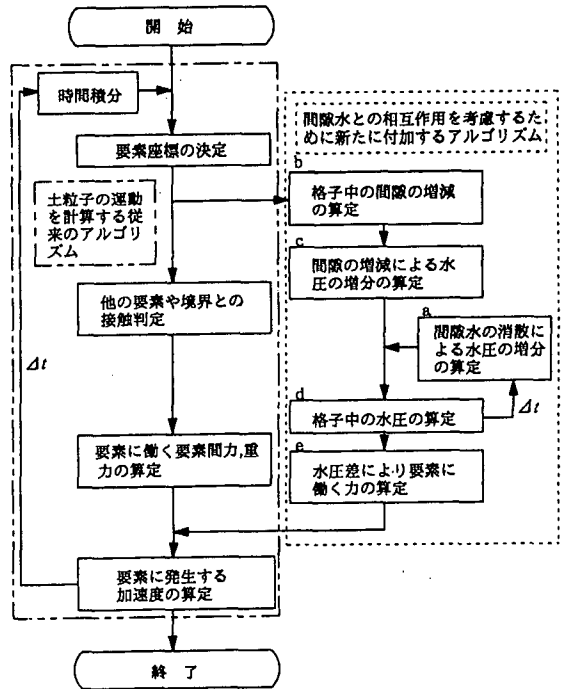 開 始
時間積分
要素座標の決定
土粒子の運動
を計算する従
来のアルゴリ
ズム
他の要素や境界との
接触判定
Δt
要素に働く要素間力,重
力の算定
要素に発生する
加速度の算定
終 了
間隙水との相互作用を考慮するた
めに新たに付加するアルゴリズム
b
格子中の間隙の増減
の算定
c
間隙の増減による水
圧の増分の算定
a
間隙水の消散に
よる水圧の増分
の算定
Δt
d
格子中の水圧の算定
e
水圧差により要素に
働く力の算定